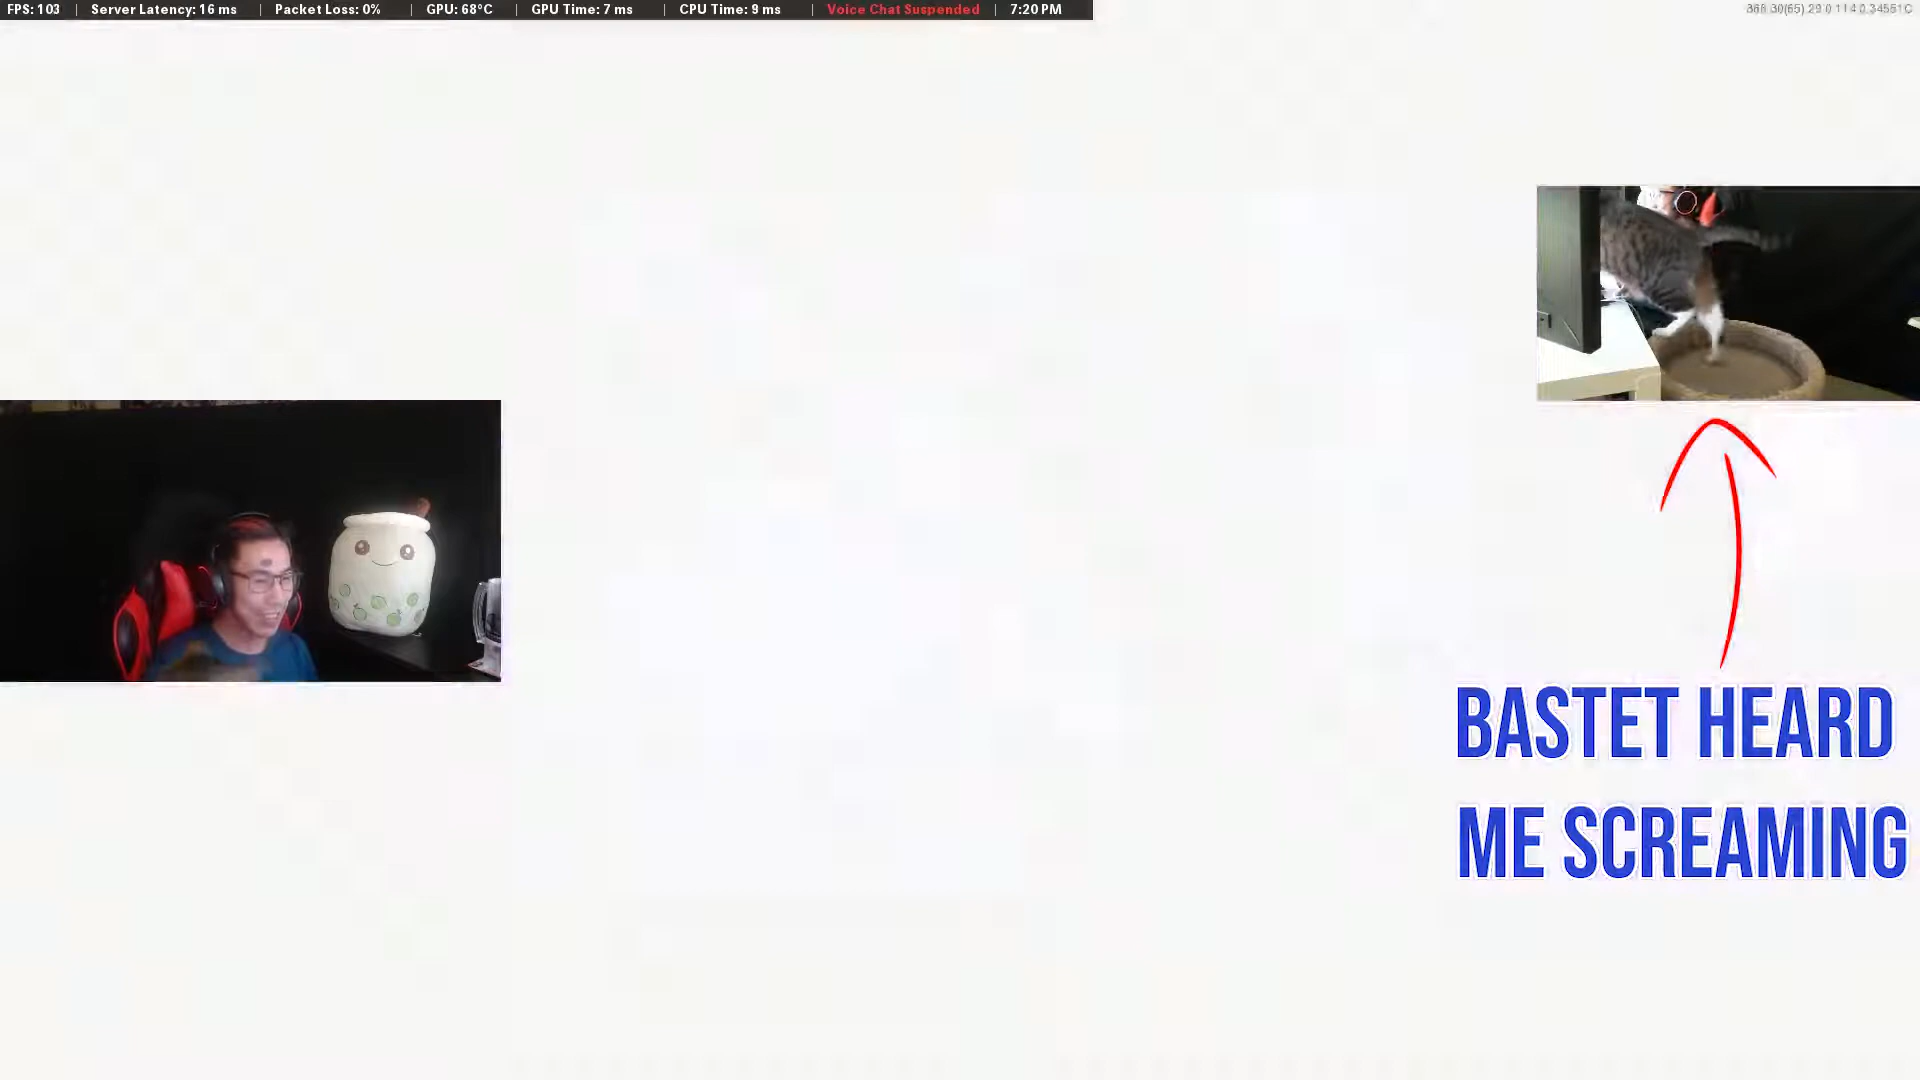 FPS: 103 | Server Latency: 16 ms | Packet Loss: 0% | GPU: 68°C | GPU Time: 7 ms | CPU Time: 9 ms | Voice Chat Suspended | 7:20 PM
BASTET HEARD
ME SCREAMING